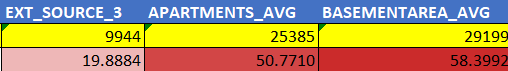 EXT_SOURCE_3 APARTMENTS_AVG BASEMENTAREA_AVG
9944 25385 29199
19.8884 50.7710 58.3992